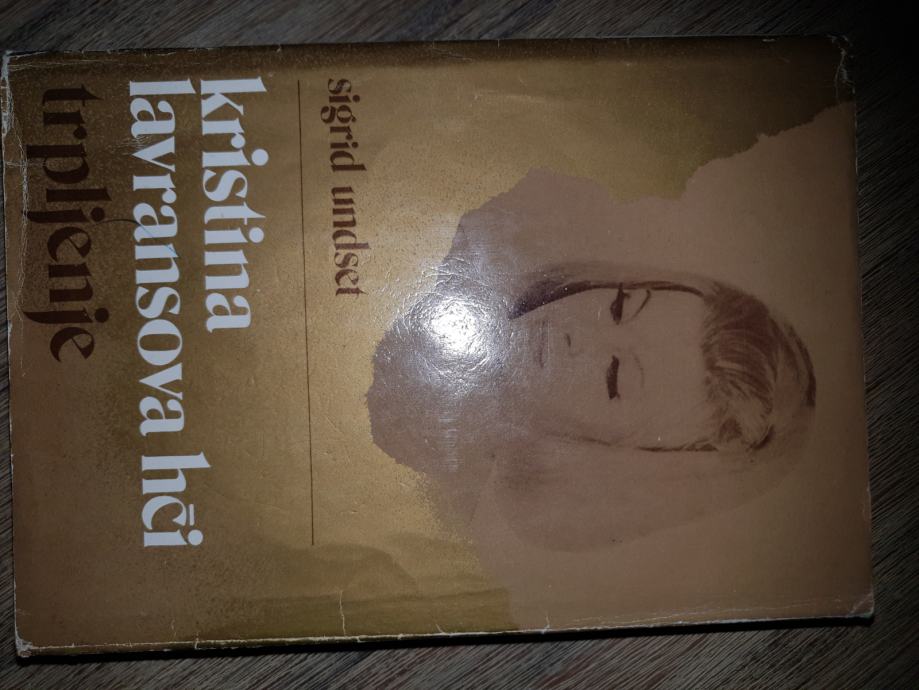 sigrid undset
kristina
lavransova hči
trpljenje